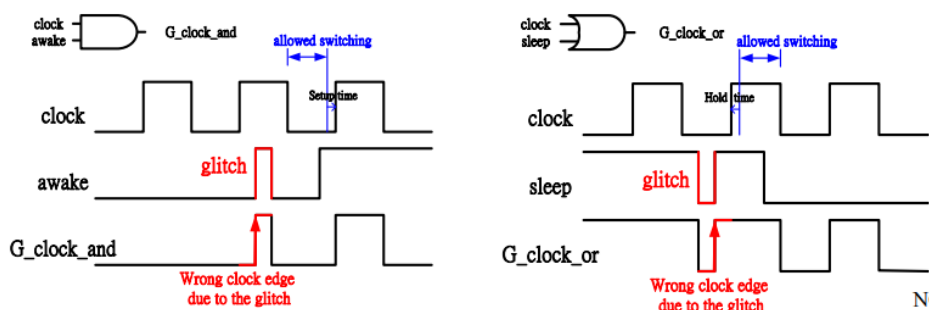 clock
awake
G_clock_and
allowed switching
Setup time
clock
glitch
awake
G_clock_and
Wrong clock edge
due to the glitch
clock
sleep
G_clock_or
allowed switching
Hold time
clock
glitch
sleep
G_clock_or
Wrong clock edge
due to the glitch